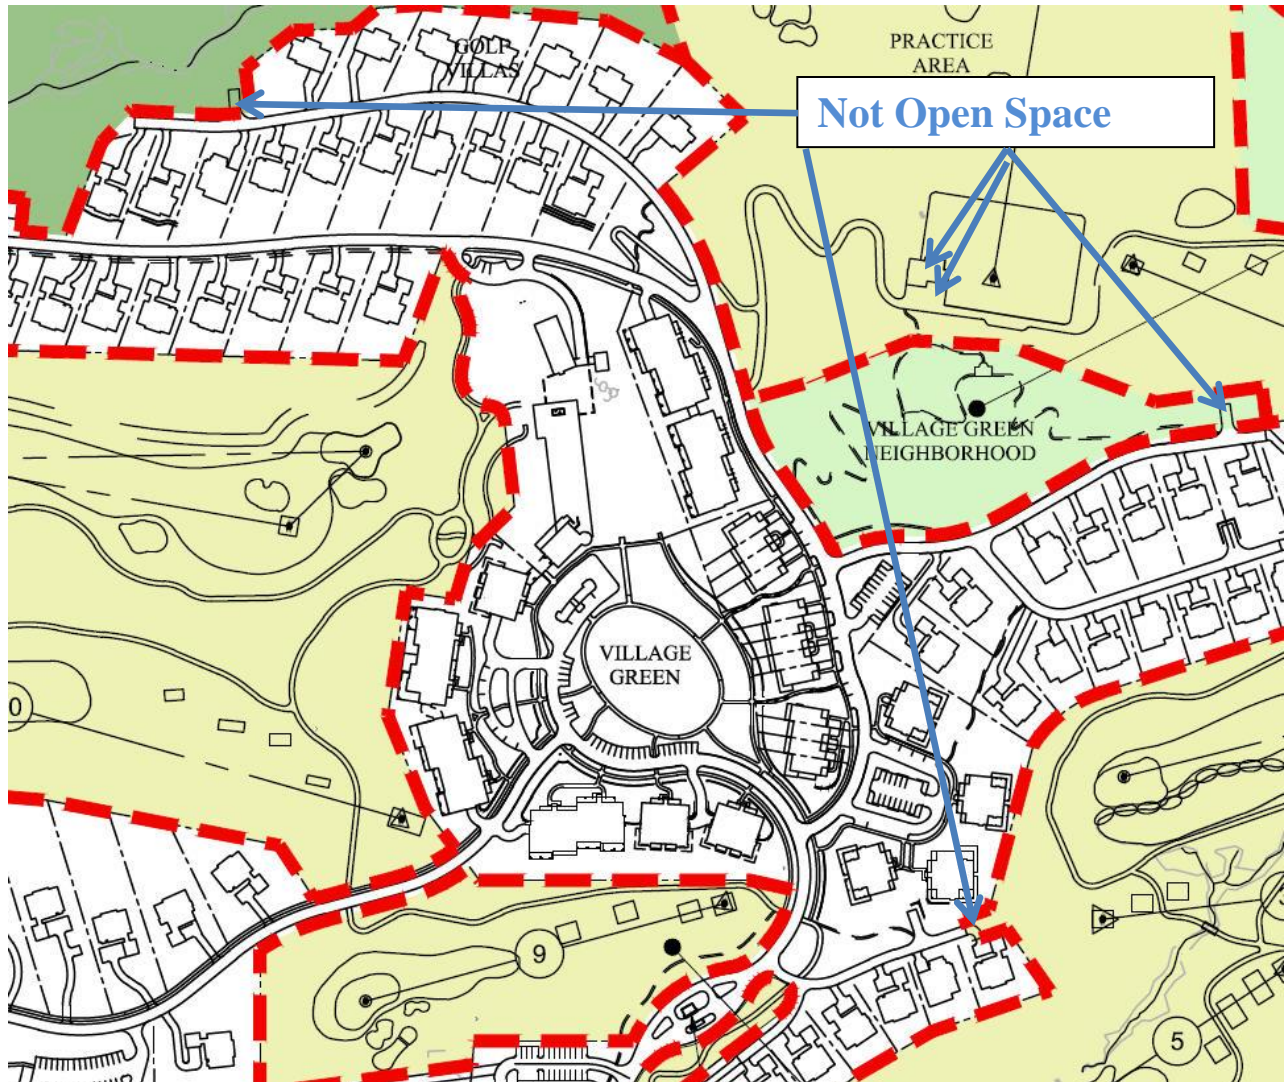 GOLF
VILLAS
PRACTICE
AREA
Not Open Space
VILLAGE GREEN
NEIGHBORHOOD
VILLAGE
GREEN
0
9
5